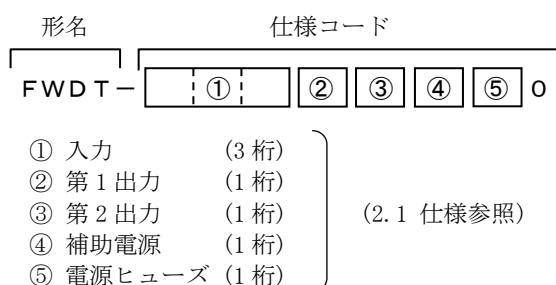 形名 仕様コード
FWDT－ ① ② ③ ④ ⑤ 0
① 入力 (3 桁)
② 第 1 出力 (1 桁)
③ 第 2 出力 (1 桁)
④ 補助電源 (1 桁)
⑤ 電源ヒューズ (1 桁)
(2.1 仕様参照)